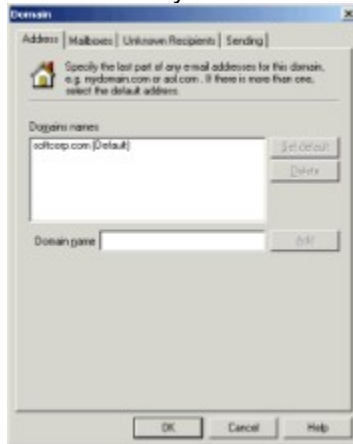 Domain
Address Mailboxes Unknown Recipients Sending
Specify the last part of any e-mail addresses for this domain,
e.g. mydomain.com or aol.com . If there is more than one,
select the default address.
Domains names
softcorp.com (Default)
Set default
Delete
Domain name
Add
OK Cancel Help